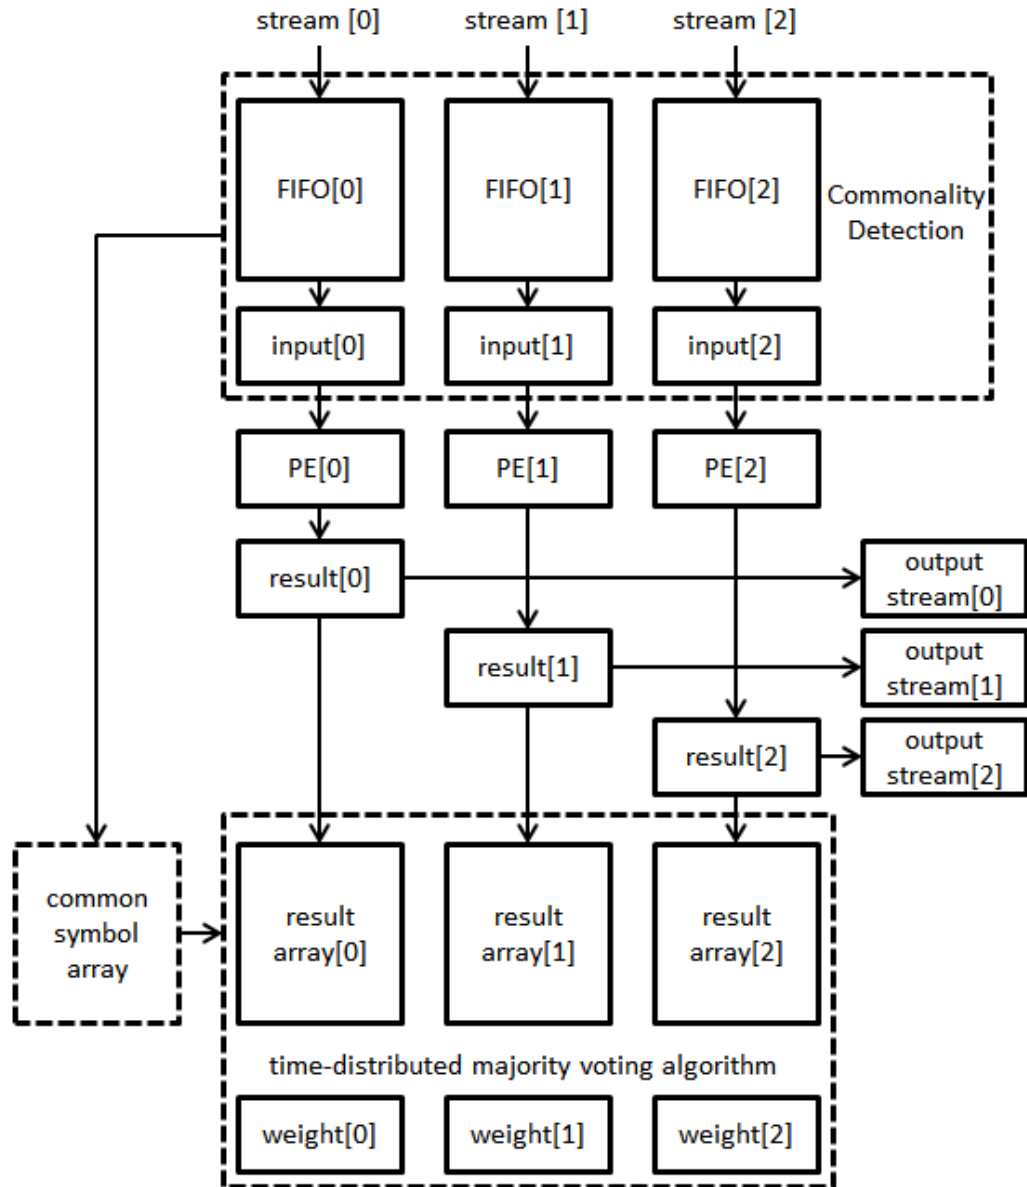 stream [0]
stream [1]
stream [2]
FIFO[0]
FIFO[1]
FIFO[2]
Commonality
Detection
input[0]
input[1]
input[2]
PE[0]
PE[1]
PE[2]
result[0]
output
stream[0]
result[1]
output
stream[1]
result[2]
output
stream[2]
common
symbol
array
result
array[0]
result
array[1]
result
array[2]
time-distributed majority voting algorithm
weight[0]
weight[1]
weight[2]